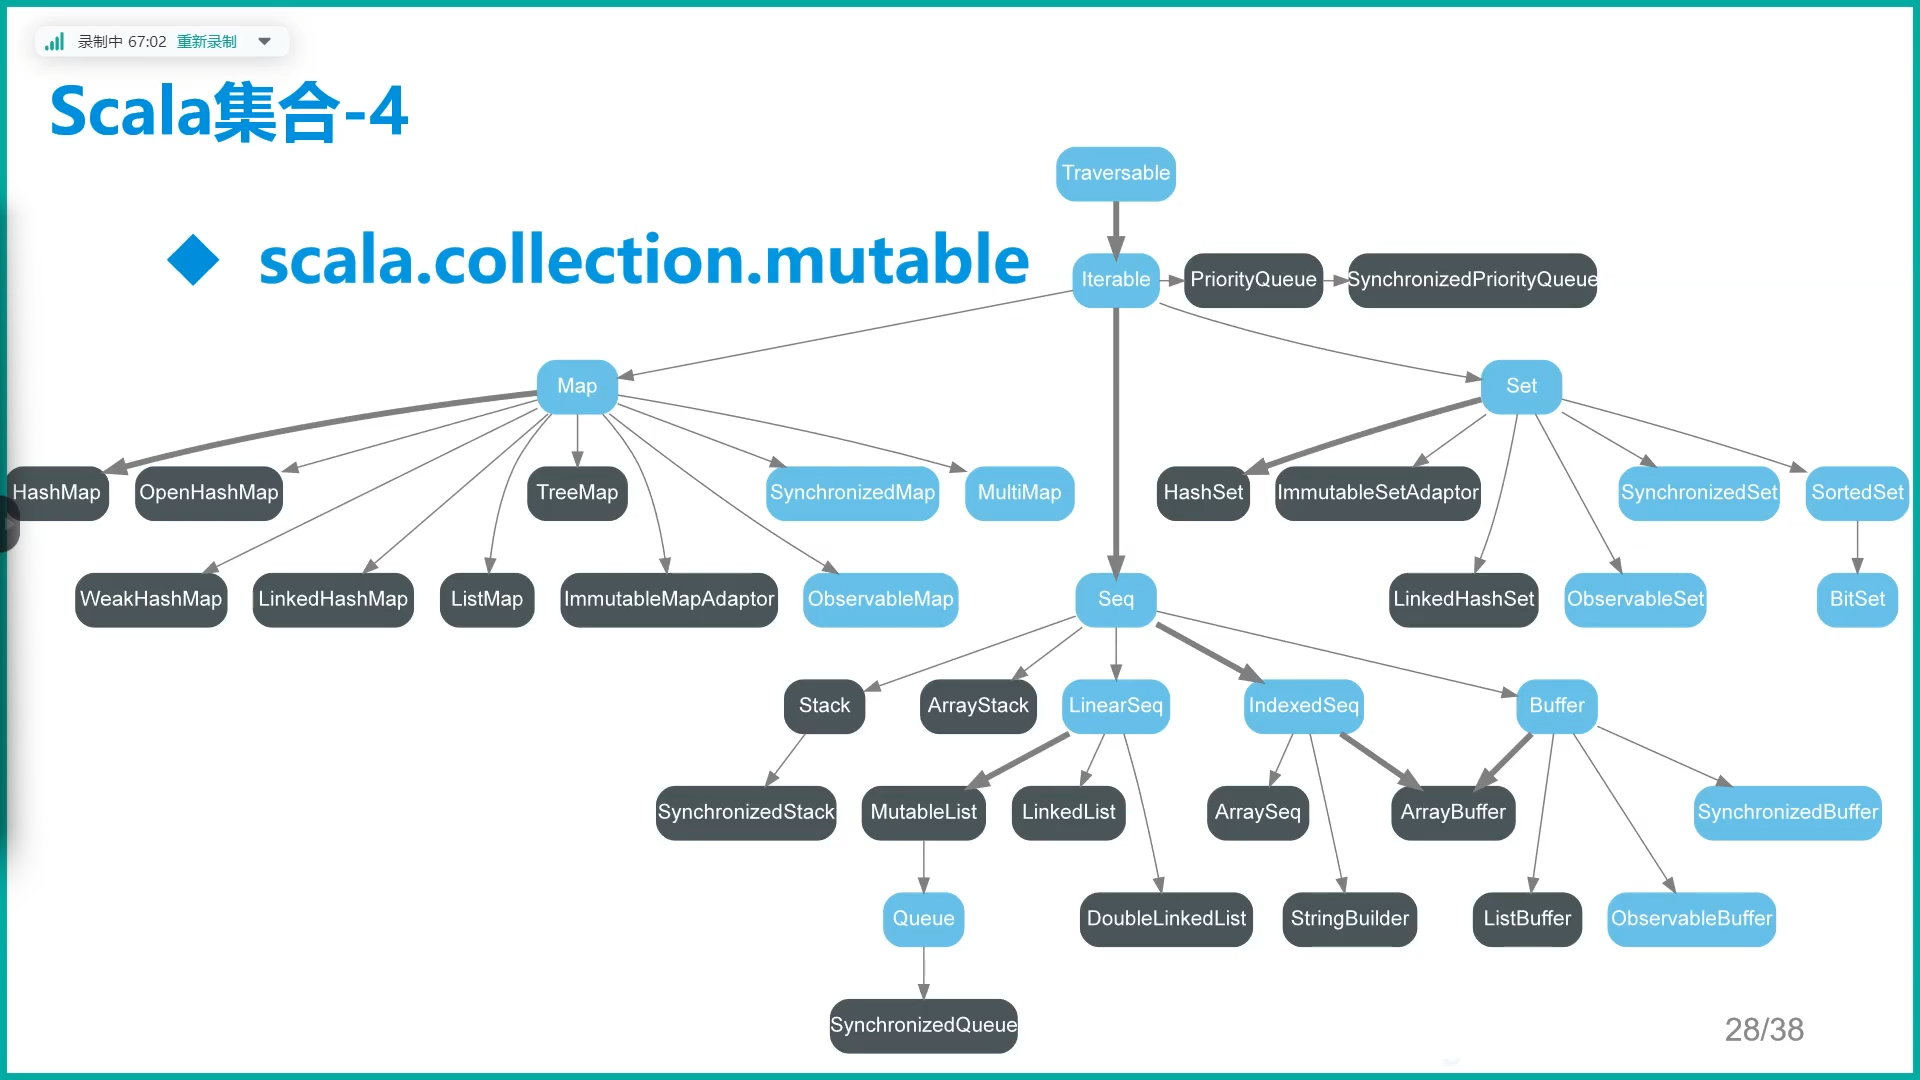 录制中 67:02 重新录制
Scala集合-4
Traversable
scala.collection.mutable
Iterable PriorityQueue SynchronizedPriorityQueue
Map Set
HashMap OpenHashMap TreeMap SynchronizedMap MultiMap HashSet ImmutableSetAdaptor SynchronizedSet SortedSet
WeakHashMap LinkedHashMap ListMap ImmutableMapAdaptor ObservableMap Seq LinkedHashSet ObservableSet BitSet
Stack ArrayStack LinearSeq IndexedSeq Buffer
SynchronizedStack MutableList LinkedList ArraySeq ArrayBuffer SynchronizedBuffer
Queue DoubleLinkedList StringBuilder ListBuffer ObservableBuffer
SynchronizedQueue
28/38